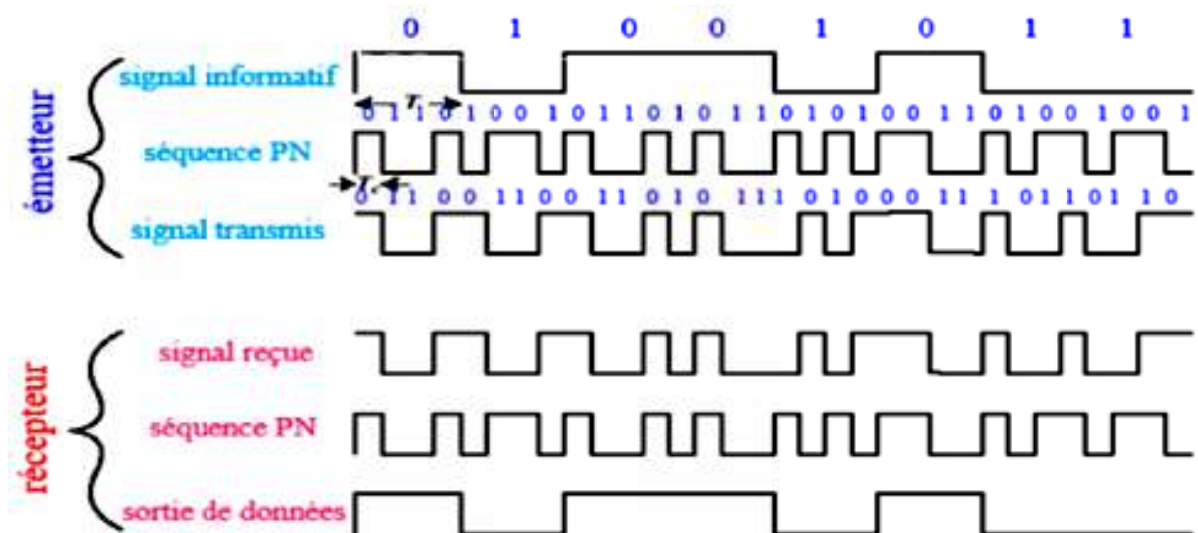 0 1 0 0 1 0 1 1
signal informatif
émetteur
0 1 1 0 1 0 0 1 0 1 1 0 1 0 1 1 0 1 0 1 0 0 1 1 0 1 0 0 1 0 0 1
séquence PN
0 1 1 0 0 1 1 0 0 1 1 0 1 0 1 1 1 1 0 1 0 0 0 1 1 1 0 1 1 0 1 1 0
signal transmis
récepteur
signal reçue
séquence PN
sortie de données